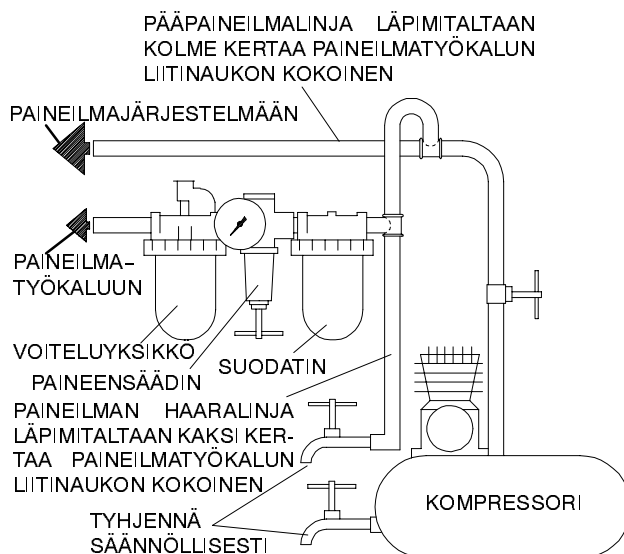 PÄÄPAINEILMALINJA LÄPIMITALTAAN
KOLME KERTAA PAINEILMATYÖKALUN
LIITINAUKON KOKOINEN
PAINEILMAJÄRJESTELMÄÄN
PAINEILMA-
TYÖKALUUN
VOITELUYKSIKKÖ
SUODATIN
PAINEENSÄÄDIN
PAINEILMAN HAARALINJA
LÄPIMITALTAAN KAKSI KER-
TAA PAINEILMATYÖKALUN
LIITINAUKON KOKOINEN
KOMPRESSORI
TYHJENNÄ
SÄÄNNÖLLISESTI